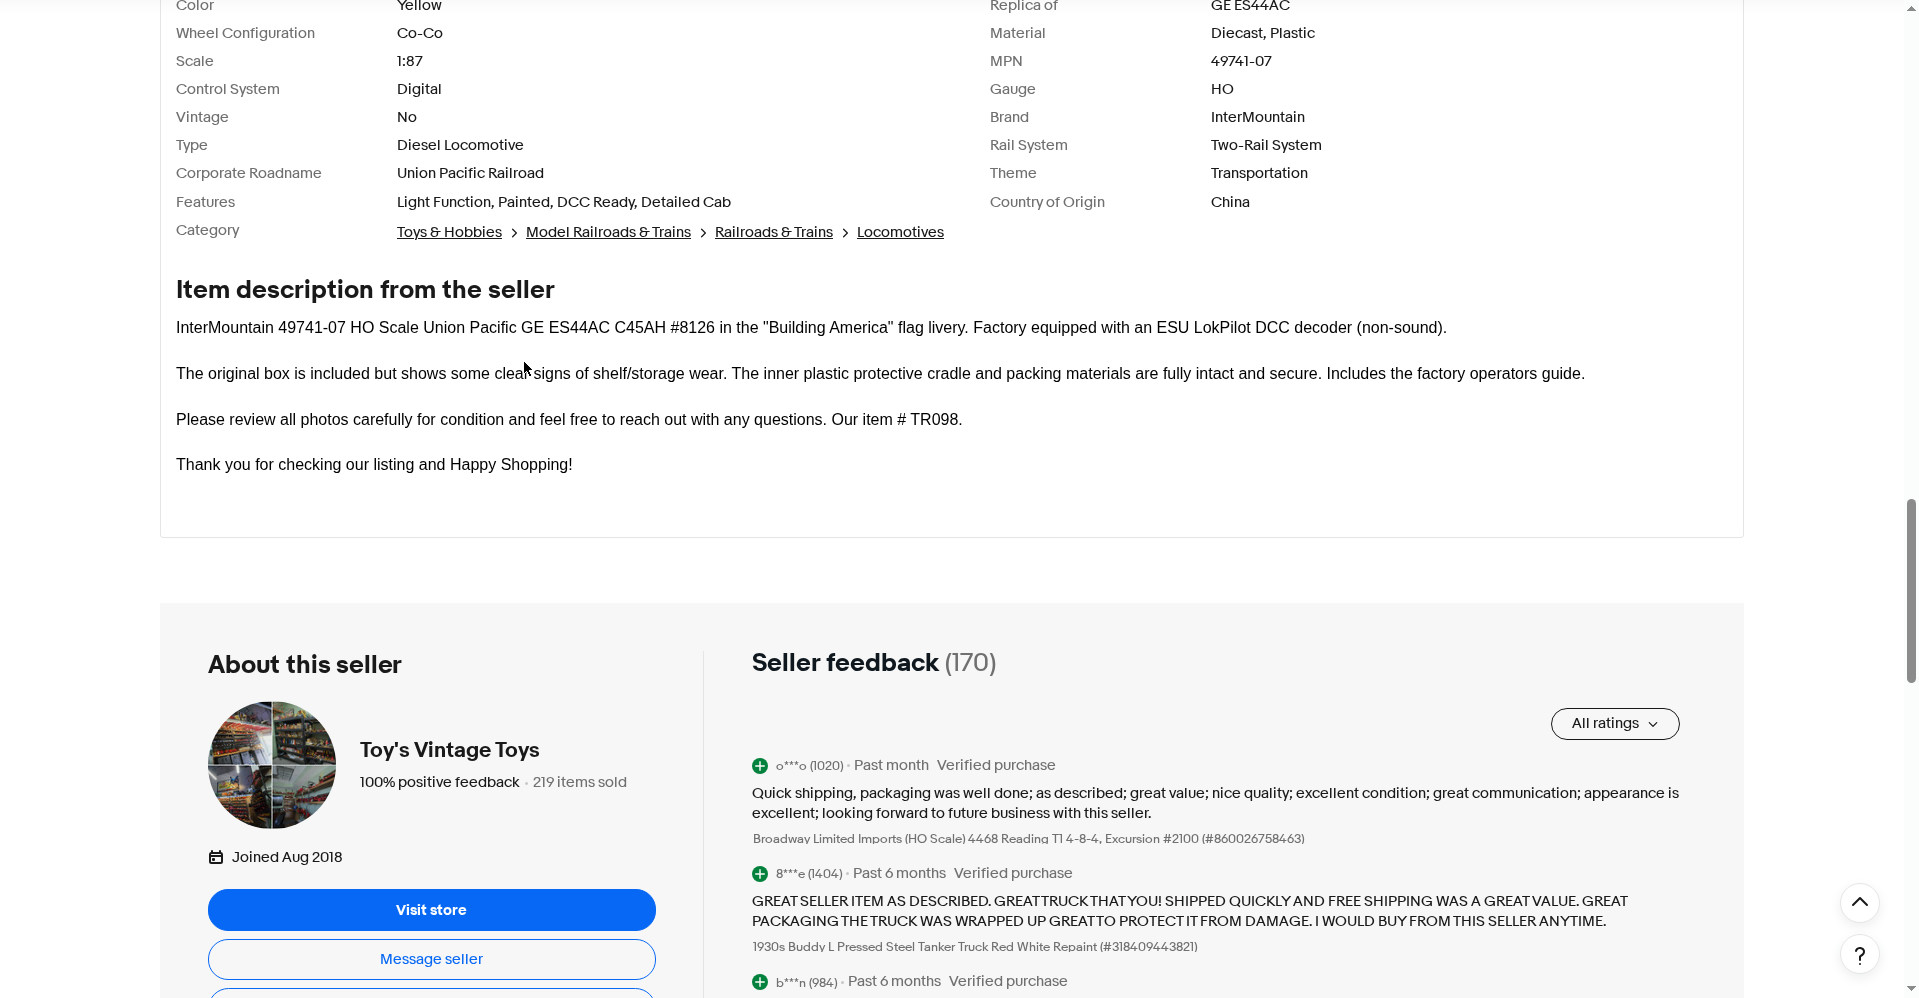 Color Yellow Replica of GE ES44AC
Wheel Configuration Co-Co Material Diecast, Plastic
Scale 1:87 MPN 49741-07
Control System Digital Gauge HO
Vintage No Brand InterMountain
Type Diesel Locomotive Rail System Two-Rail System
Corporate Roadname Union Pacific Railroad Theme Transportation
Features Light Function, Painted, DCC Ready, Detailed Cab Country of Origin China
Category Toys & Hobbies > Model Railroads & Trains > Railroads & Trains > Locomotives
Item description from the seller
InterMountain 49741-07 HO Scale Union Pacific GE ES44AC C45AH #8126 in the "Building America" flag livery. Factory equipped with an ESU LokPilot DCC decoder (non-sound).
The original box is included but shows some clear signs of shelf/storage wear. The inner plastic protective cradle and packing materials are fully intact and secure. Includes the factory operators guide.
Please review all photos carefully for condition and feel free to reach out with any questions. Our item # TR098.
Thank you for checking our listing and Happy Shopping!
About this seller
Toy's Vintage Toys
100% positive feedback · 219 items sold
Joined Aug 2018
Visit store
Message seller
Seller feedback (170)
All ratings
o***o (1020) · Past month Verified purchase
Quick shipping, packaging was well done; as described; great value; nice quality; excellent condition; great communication; appearance is
excellent; looking forward to future business with this seller.
Broadway Limited Imports (HO Scale) 4468 Reading T1 4-8-4, Excursion #2100 (#860026758463)
8***e (1404) · Past 6 months Verified purchase
GREAT SELLER ITEM AS DESCRIBED. GREAT TRUCK THAT YOU! SHIPPED QUICKLY AND FREE SHIPPING WAS A GREAT VALUE. GREAT
PACKAGING THE TRUCK WAS WRAPPED UP GREAT TO PROTECT IT FROM DAMAGE. I WOULD BUY FROM THIS SELLER ANYTIME.
1930s Buddy L Pressed Steel Tanker Truck Red White Repaint (#318409443821)
b***n (984) · Past 6 months Verified purchase
?